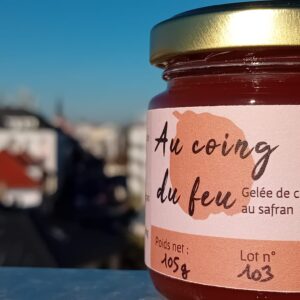 Au coing
du feu
Gelée de c
au safran
Poids net :
105g
Lot n°
103